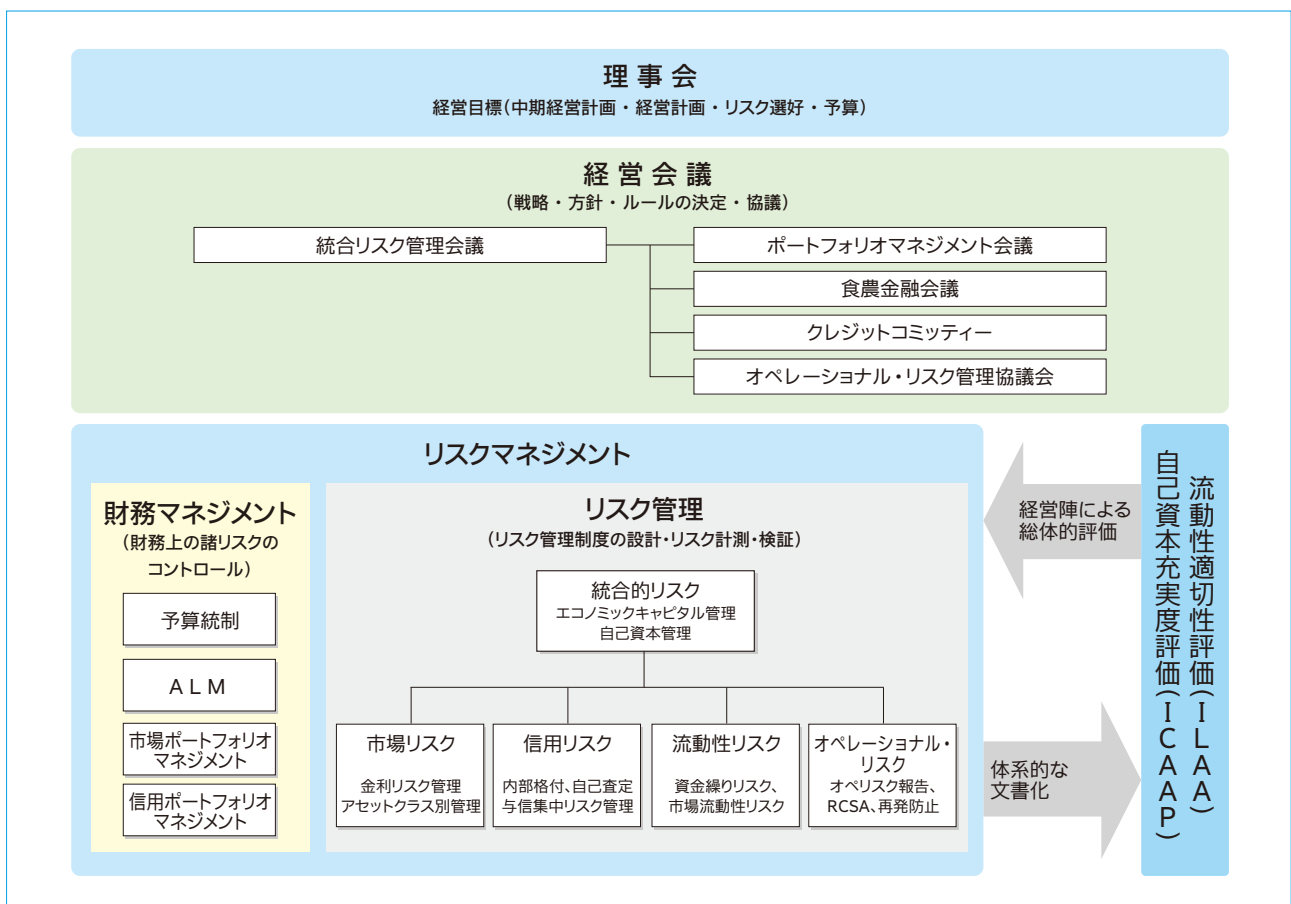 理事会
経営目標(中期経営計画・経営計画・リスク選好・予算)
経営会議
(戦略・方針・ルールの決定・協議)
統合リスク管理会議
ポートフォリオマネジメント会議
食農金融会議
クレジットコミッティー
オペレーショナル・リスク管理協議会
リスクマネジメント
財務マネジメント
(財務上の諸リスクの
コントロール)
予算統制
ALM
市場ポートフォリオ
マネジメント
信用ポートフォリオ
マネジメント
リスク管理
(リスク管理制度の設計・リスク計測・検証)
統合的リスク
エコノミックキャピタル管理
自己資本管理
市場リスク
金利リスク管理
アセットクラス別管理
信用リスク
内部格付、自己査定
与信集中リスク管理
流動性リスク
資金繰りリスク、
市場流動性リスク
オペレーショナル・
リスク
オペリスク報告、
RCSA、再発防止
経営陣による
総体的評価
体系的な
文書化
流動性適切性評価(ILAA)
自己資本充実度評価(ICAAP)